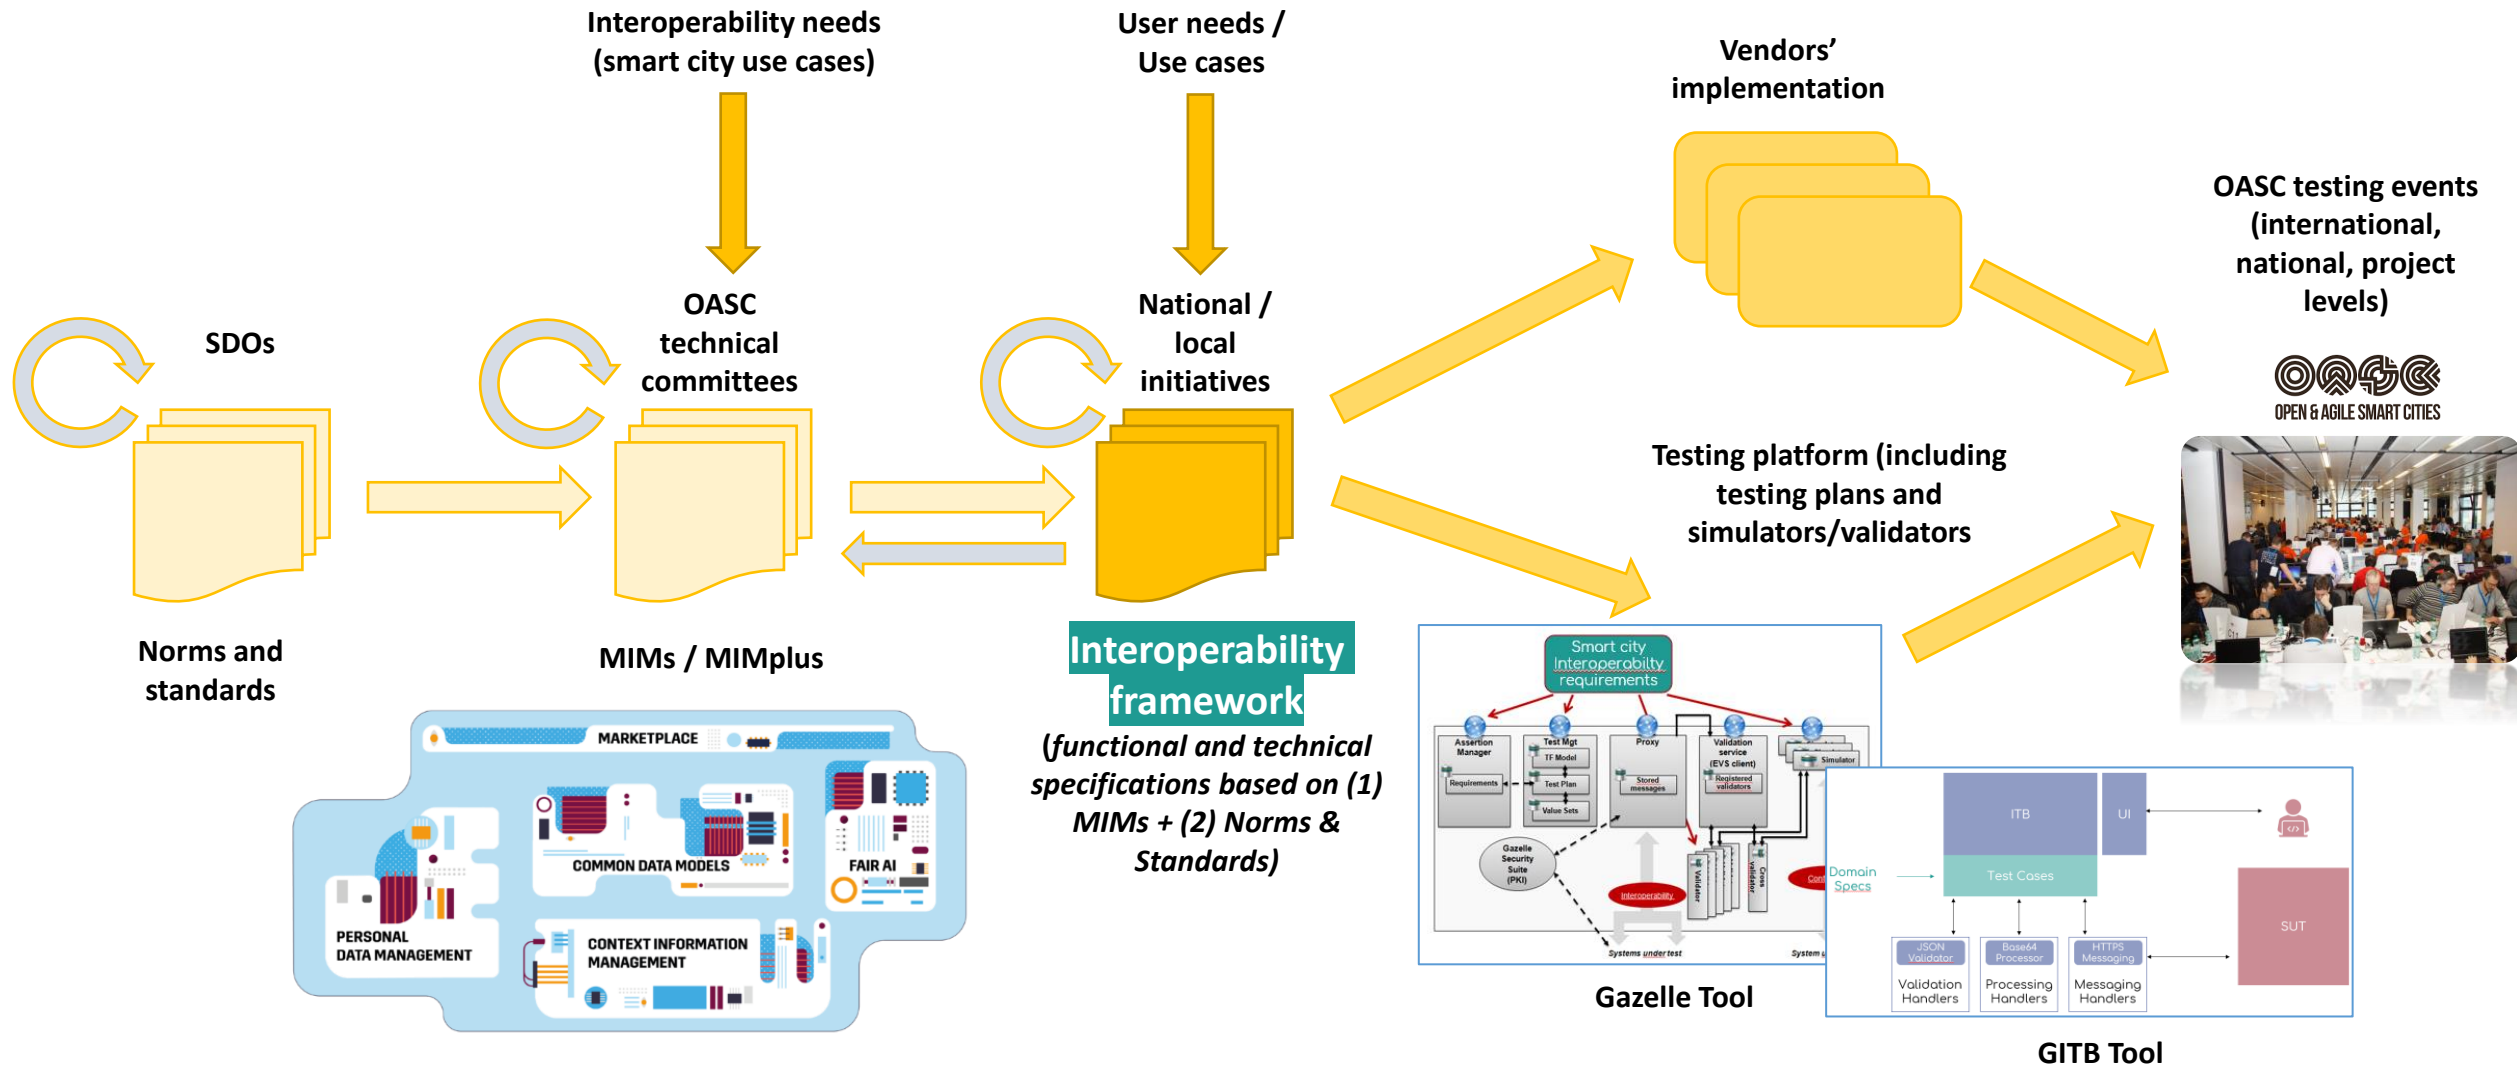 Interoperability needs
(smart city use cases)
User needs /
Use cases
Vendors'
implementation
OASC testing events
(international,
national, project
levels)
SDOs
OASC
technical
committees
National /
local
initiatives
OPEN & AGILE SMART CITIES
Testing platform (including
testing plans and
simulators/validators
Norms and
standards
MIMs / MIMplus
Interoperability
framework
(functional and technical
specifications based on (1)
MIMs + (2) Norms &
Standards)
MARKETPLACE
COMMON DATA MODELS
FAIR AI
PERSONAL
DATA MANAGEMENT
CONTEXT INFORMATION
MANAGEMENT
Smart city
Interoperabilty
requirements
Assertion
Manager
Requirements
Test Mgt
TF Model
Test Plan
Value Sets
Proxy
Stored
messages
Validation
service
(EVS client)
Registered
validators
Simulator
Gazelle
Security
Suite
(PKI)
Interoperability
Validator
Cross
Validator
Conf
Systems under test
System u
Gazelle Tool
ITB
UI
Domain
Specs
Test Cases
SUT
JSON
Validator
Validation
Handlers
Base64
Processor
Processing
Handlers
HTTPS
Messaging
Messaging
Handlers
GITB Tool